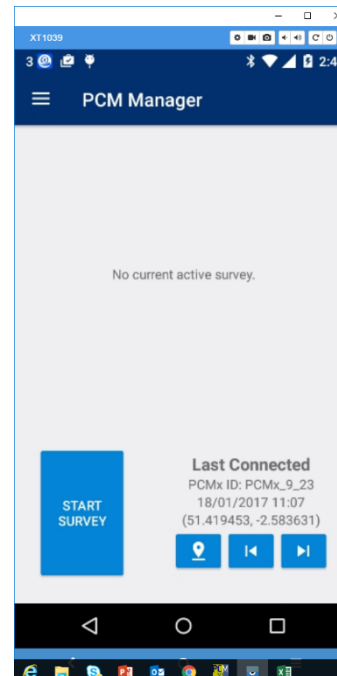 XT1039
3 2:4
PCM Manager
No current active survey.
START
SURVEY
Last Connected
PCMx ID: PCMx_9_23
18/01/2017 11:07
(51.419453, -2.583631)